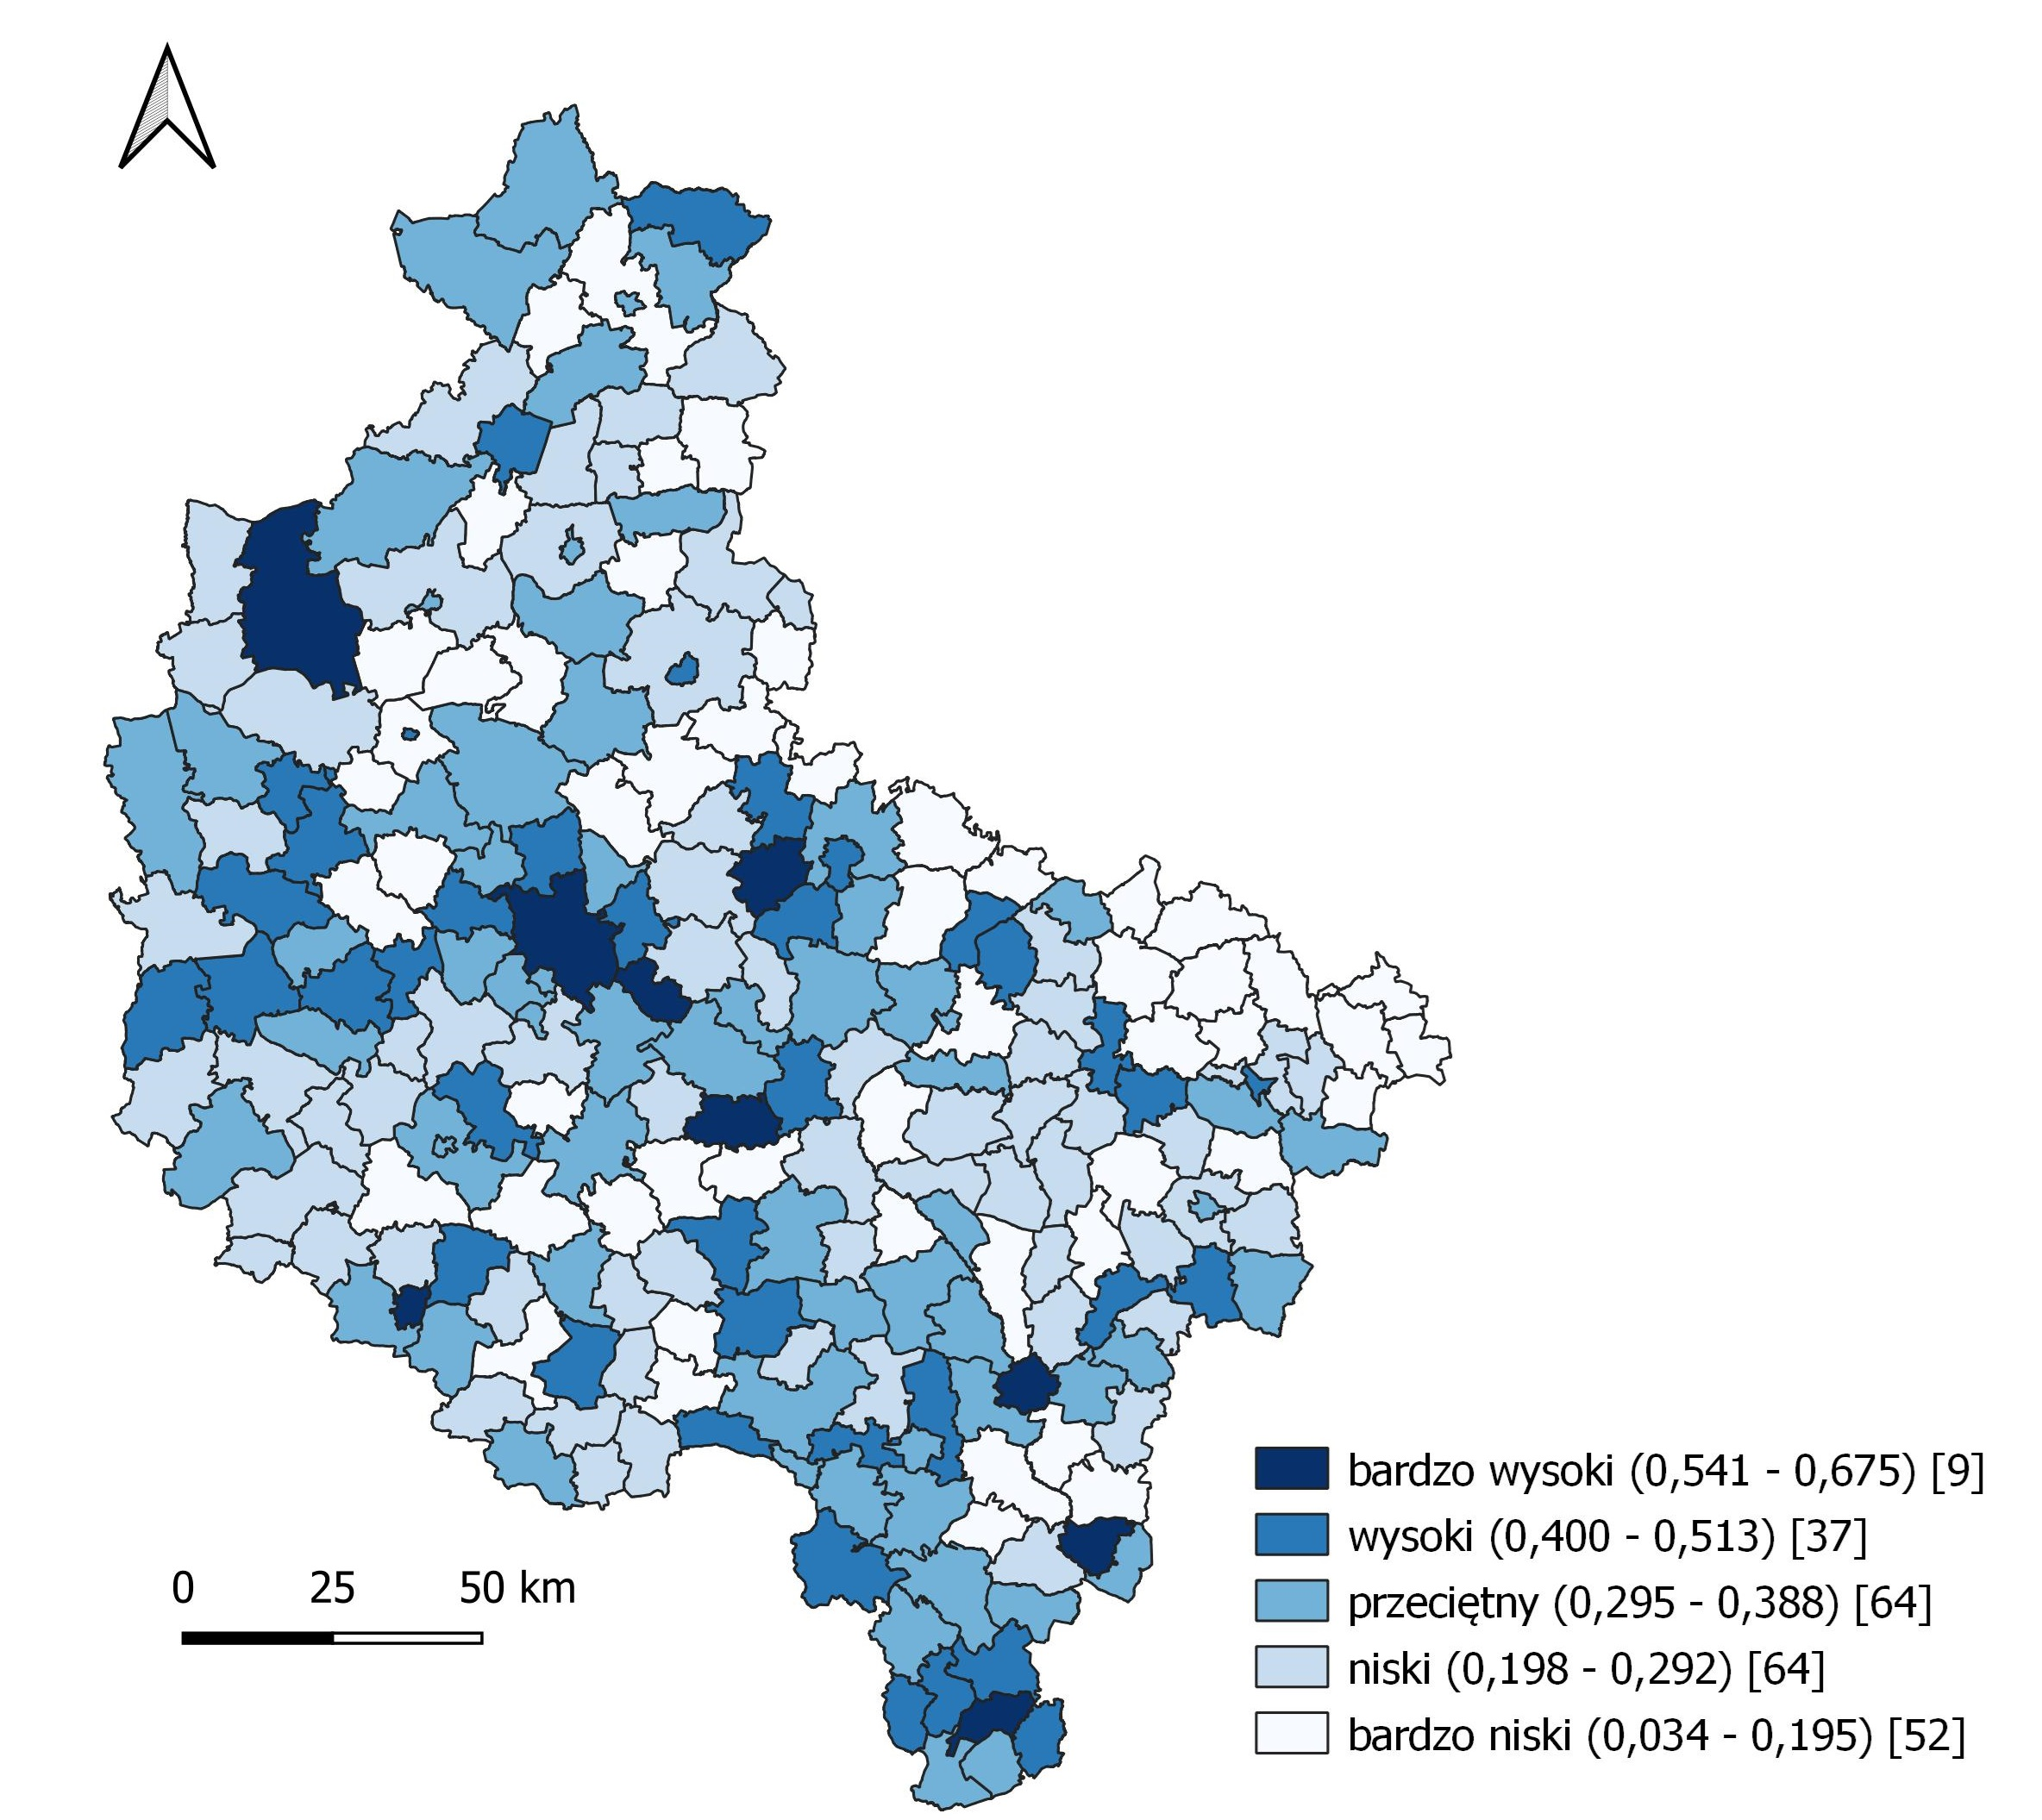 bardzo wysoki (0,541 - 0,675) [9]
wysoki (0,400 - 0,513) [37]
przeciętny (0,295 - 0,388) [64]
niski (0,198 - 0,292) [64]
bardzo niski (0,034 - 0,195) [52]
0 25 50 km